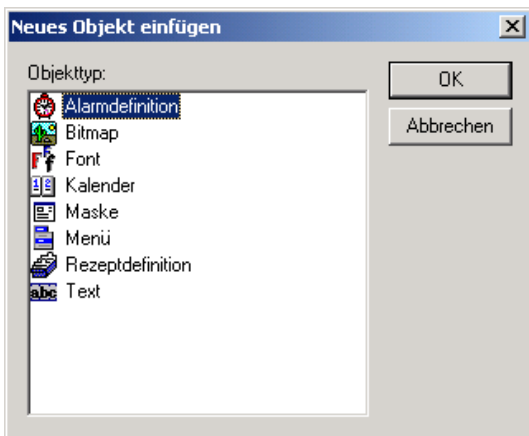 Neues Objekt einfügen
Objekttyp:
OK
Alarmdefinition
Abbrechen
Bitmap
Font
Kalender
Maske
Menü
Rezeptdefinition
Text